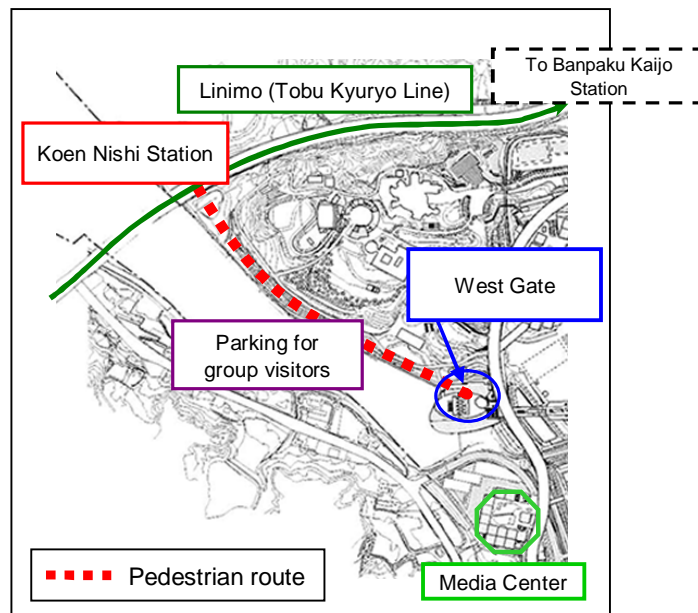 To Banpaku Kaijo
Station
Linimo (Tobu Kyuryo Line)
Koen Nishi Station
West Gate
Parking for
group visitors
Pedestrian route
Media Center